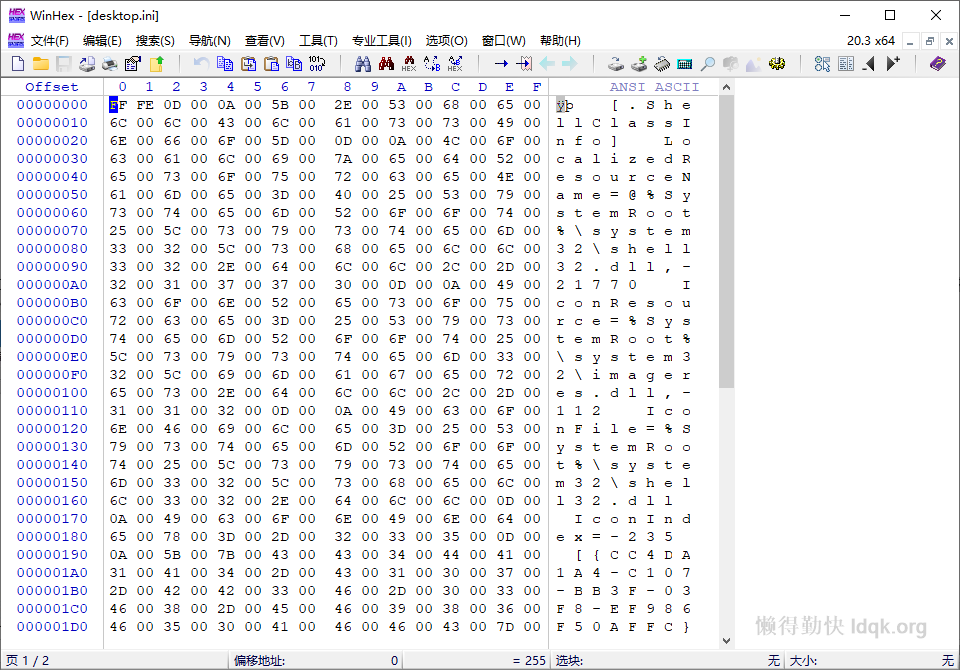 WinHex - [desktop.ini]
文件(F) 编辑(E) 搜索(S) 导航(N) 查看(V) 工具(T) 专业工具(I) 选项(O) 窗口(W) 帮助(H) 20.3 x64
Offset 0 1 2 3 4 5 6 7 8 9 A B C D E F ANSI ASCII
00000000 FF FE 0D 00 0A 00 5B 00 2E 00 53 00 68 00 65 00 ÿþ [ . S h e
00000010 6C 00 6C 00 43 00 6C 00 61 00 73 00 73 00 49 00 l l C l a s s I
00000020 6E 00 66 00 6F 00 5D 00 0D 00 0A 00 4C 00 6F 00 n f o ] L o
00000030 63 00 61 00 6C 00 69 00 7A 00 65 00 64 00 52 00 c a l i z e d R
00000040 65 00 73 00 6F 00 75 00 72 00 63 00 65 00 4E 00 e s o u r c e N
00000050 61 00 6D 00 65 00 3D 00 40 00 25 00 53 00 79 00 a m e = @ % S y
00000060 73 00 74 00 65 00 6D 00 52 00 6F 00 6F 00 74 00 s t e m R o o t
00000070 25 00 5C 00 73 00 79 00 73 00 74 00 65 00 6D 00 % \ s y s t e m
00000080 33 00 32 00 5C 00 73 00 68 00 65 00 6C 00 6C 00 3 2 \ s h e l l
00000090 33 00 32 00 2E 00 64 00 6C 00 6C 00 2C 00 2D 00 3 2 . d l l , -
000000A0 32 00 31 00 37 00 37 00 30 00 0D 00 0A 00 49 00 2 1 7 7 0 I
000000B0 63 00 6F 00 6E 00 52 00 65 00 73 00 6F 00 75 00 c o n R e s o u
000000C0 72 00 63 00 65 00 3D 00 25 00 53 00 79 00 73 00 r c e = % S y s
000000D0 74 00 65 00 6D 00 52 00 6F 00 6F 00 74 00 25 00 t e m R o o t %
000000E0 5C 00 73 00 79 00 73 00 74 00 65 00 6D 00 33 00 \ s y s t e m 3
000000F0 32 00 5C 00 69 00 6D 00 61 00 67 00 65 00 72 00 2 \ i m a g e r
00000100 65 00 73 00 2E 00 64 00 6C 00 6C 00 2C 00 2D 00 e s . d l l , -
00000110 31 00 31 00 32 00 0D 00 0A 00 49 00 63 00 6F 00 1 1 2 I c o
00000120 6E 00 46 00 69 00 6C 00 65 00 3D 00 25 00 53 00 n F i l e = % S
00000130 79 00 73 00 74 00 65 00 6D 00 52 00 6F 00 6F 00 y s t e m R o o
00000140 74 00 25 00 5C 00 73 00 79 00 73 00 74 00 65 00 t % \ s y s t e
00000150 6D 00 33 00 32 00 5C 00 73 00 68 00 65 00 6C 00 m 3 2 \ s h e l
00000160 6C 00 33 00 32 00 2E 00 64 00 6C 00 6C 00 0D 00 l 3 2 . d l l
00000170 0A 00 49 00 63 00 6F 00 6E 00 49 00 6E 00 64 00 I c o n I n d
00000180 65 00 78 00 3D 00 2D 00 32 00 33 00 35 00 0D 00 e x = - 2 3 5
00000190 0A 00 5B 00 7B 00 43 00 43 00 34 00 44 00 41 00 [ { C C 4 D A
000001A0 31 00 41 00 34 00 2D 00 43 00 31 00 30 00 37 00 1 A 4 - C 1 0 7
000001B0 2D 00 42 00 42 00 33 00 46 00 2D 00 30 00 33 00 - B B 3 F - 0 3
000001C0 46 00 38 00 2D 00 45 00 46 00 39 00 38 00 36 00 F 8 - E F 9 8 6
000001D0 46 00 35 00 30 00 41 00 46 00 46 00 43 00 7D 00 F 5 0 A F F C }
懒得勤快 ldqk.org
页 1 / 2 偏移地址: 0 = 255 选块: 无 大小: 无